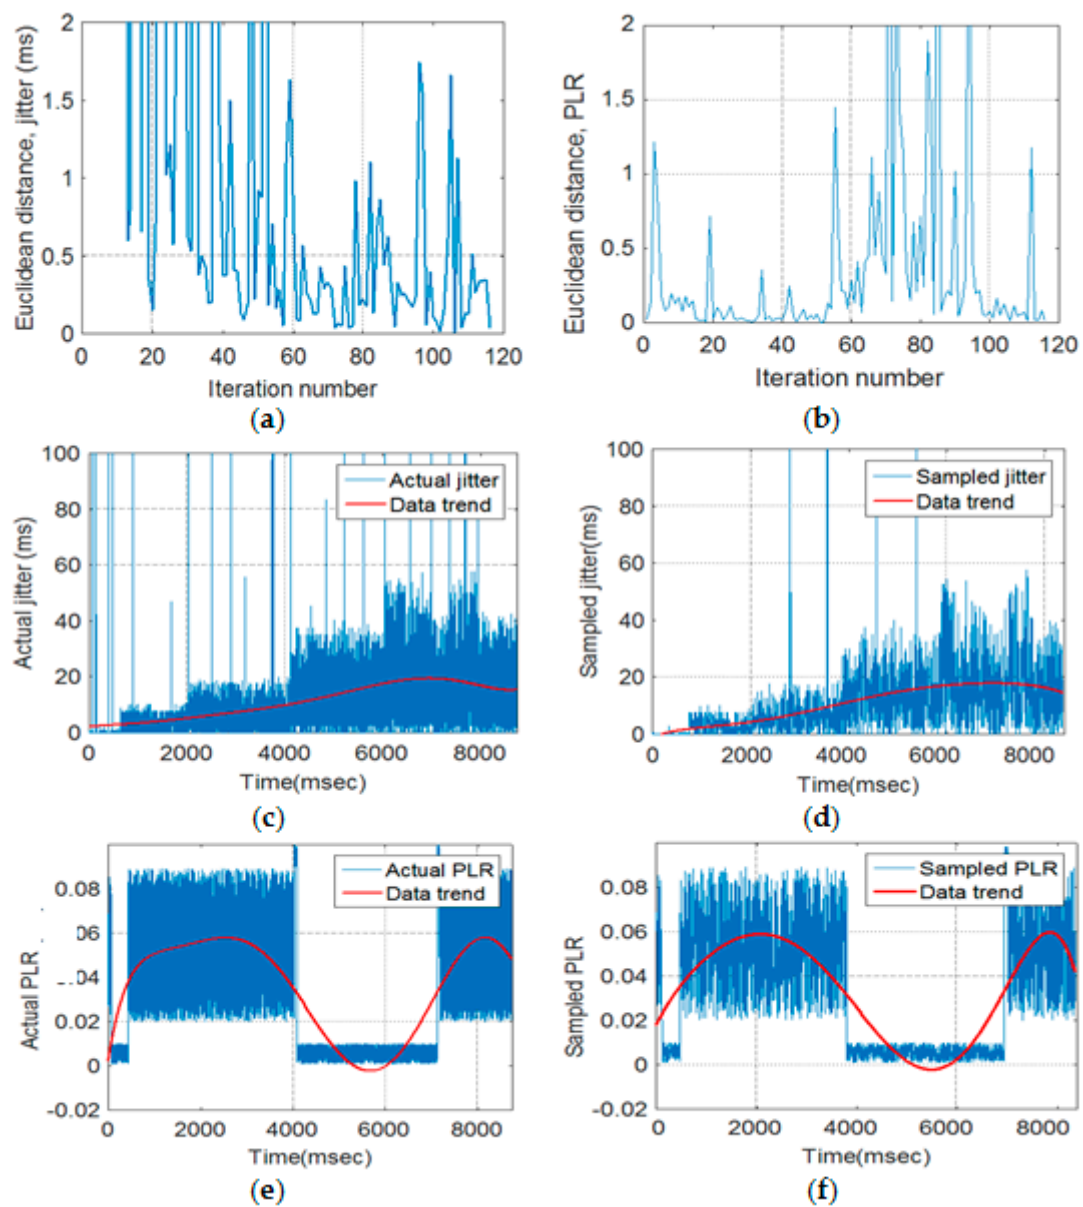 Euclidean distance, jitter (ms)
2
1.5
1
0.5
0
0 20 40 60 80 100 120
Iteration number
(a)
Euclidean distance, PLR
2
1.5
1
0.5
0
0 20 40 60 80 100 120
Iteration number
(b)
Actual jitter (ms)
100
80
60
40
20
0
Actual jitter
Data trend
0 2000 4000 6000 8000
Time(msec)
(c)
Sampled jitter(ms)
100
80
60
40
20
0
Sampled jitter
Data trend
0 2000 4000 6000 8000
Time(msec)
(d)
Actual PLR
0.08
.06
.04
0.02
0
-0.02
Actual PLR
Data trend
0 2000 4000 6000 8000
Time(msec)
(e)
Sampled PLR
0.08
0.06
0.04
0.02
0
-0.02
Sampled PLR
Data trend
0 2000 4000 6000 8000
Time(msec)
(f)